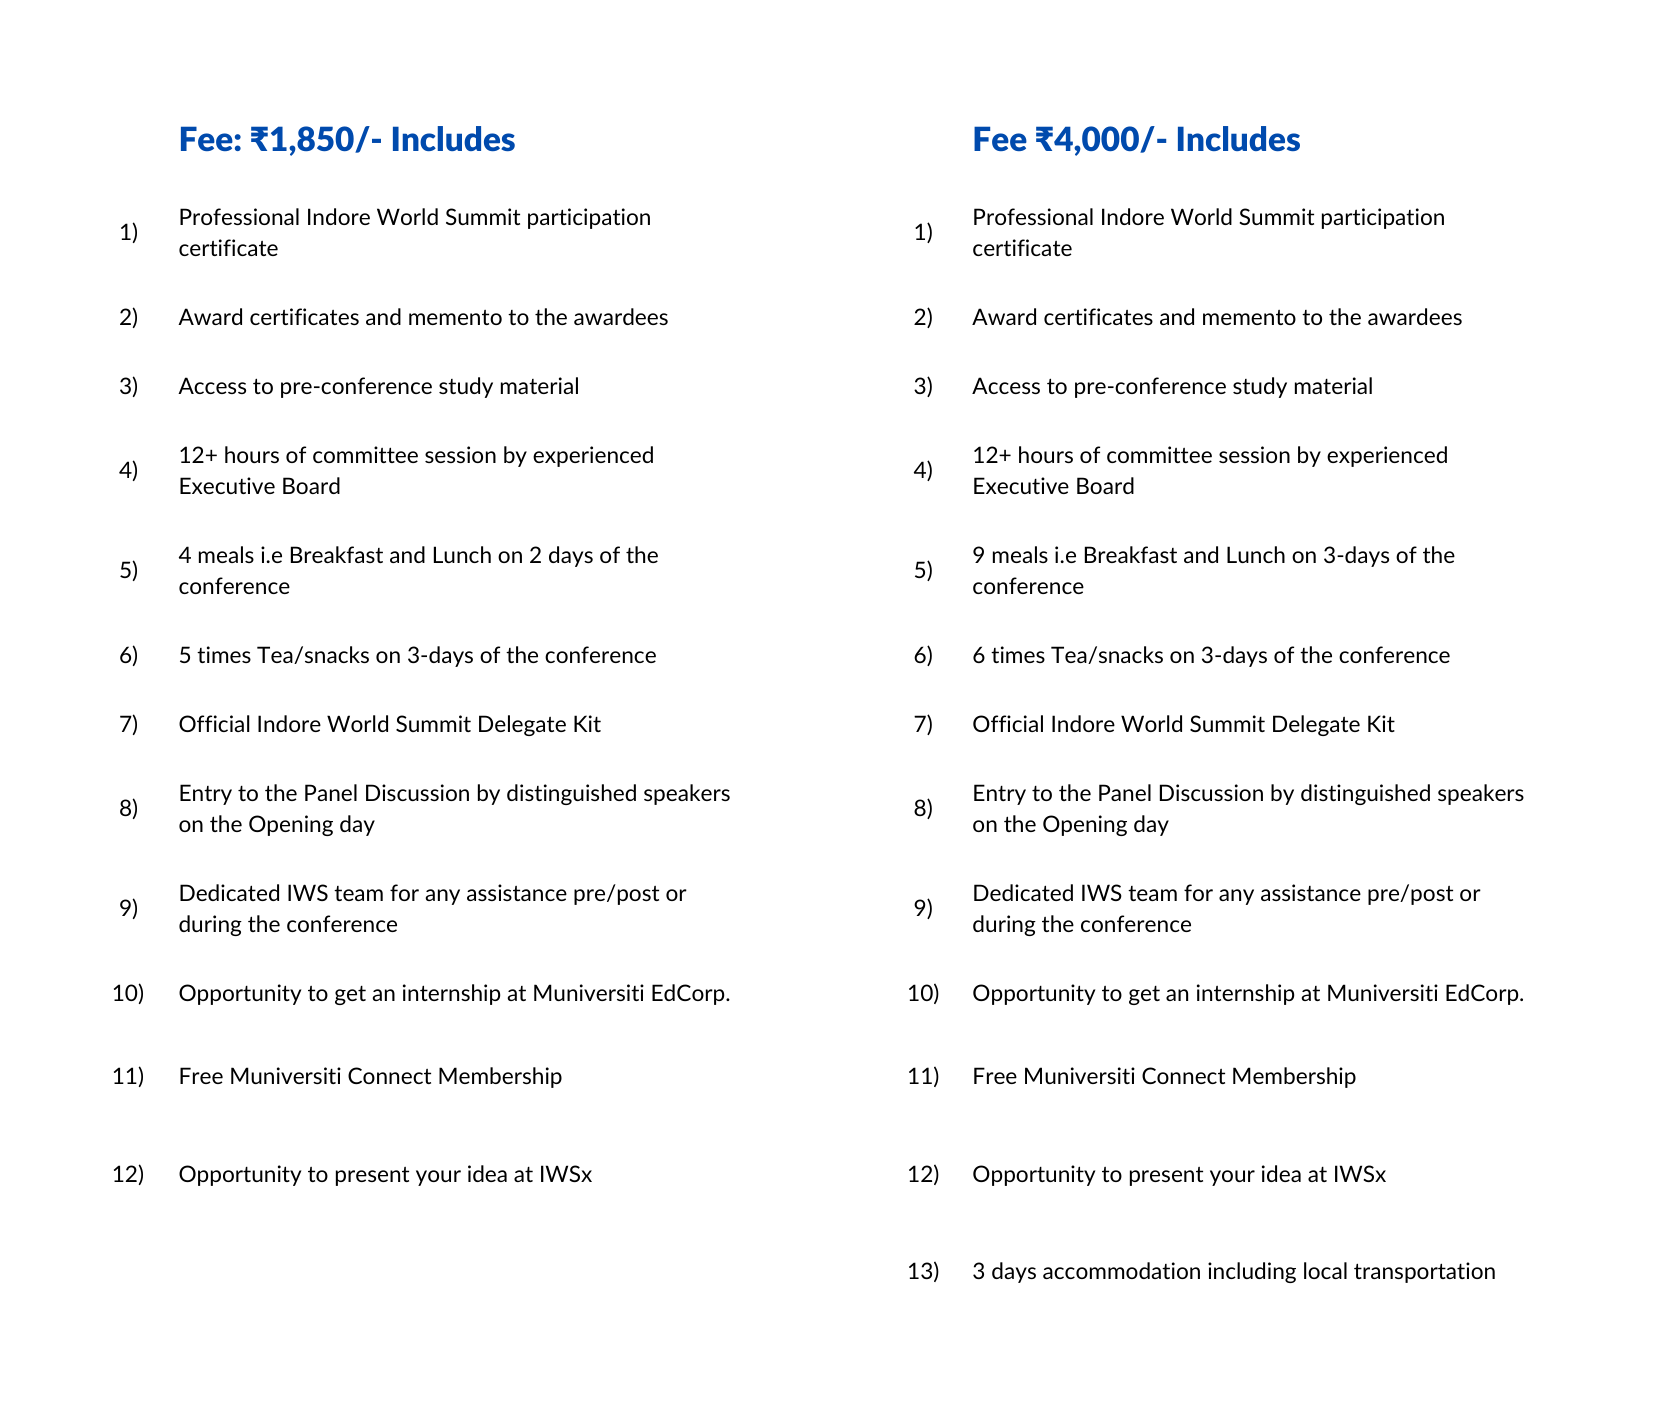 Fee: ₹1,850/- Includes
1) Professional Indore World Summit participation
certificate
2) Award certificates and memento to the awardees
3) Access to pre-conference study material
4) 12+ hours of committee session by experienced
Executive Board
5) 4 meals i.e Breakfast and Lunch on 2 days of the
conference
6) 5 times Tea/snacks on 3-days of the conference
7) Official Indore World Summit Delegate Kit
8) Entry to the Panel Discussion by distinguished speakers
on the Opening day
9) Dedicated IWS team for any assistance pre/post or
during the conference
10) Opportunity to get an internship at Muniversiti EdCorp.
11) Free Muniversiti Connect Membership
12) Opportunity to present your idea at IWSx
Fee ₹4,000/- Includes
1) Professional Indore World Summit participation
certificate
2) Award certificates and memento to the awardees
3) Access to pre-conference study material
4) 12+ hours of committee session by experienced
Executive Board
5) 9 meals i.e Breakfast and Lunch on 3-days of the
conference
6) 6 times Tea/snacks on 3-days of the conference
7) Official Indore World Summit Delegate Kit
8) Entry to the Panel Discussion by distinguished speakers
on the Opening day
9) Dedicated IWS team for any assistance pre/post or
during the conference
10) Opportunity to get an internship at Muniversiti EdCorp.
11) Free Muniversiti Connect Membership
12) Opportunity to present your idea at IWSx
13) 3 days accommodation including local transportation